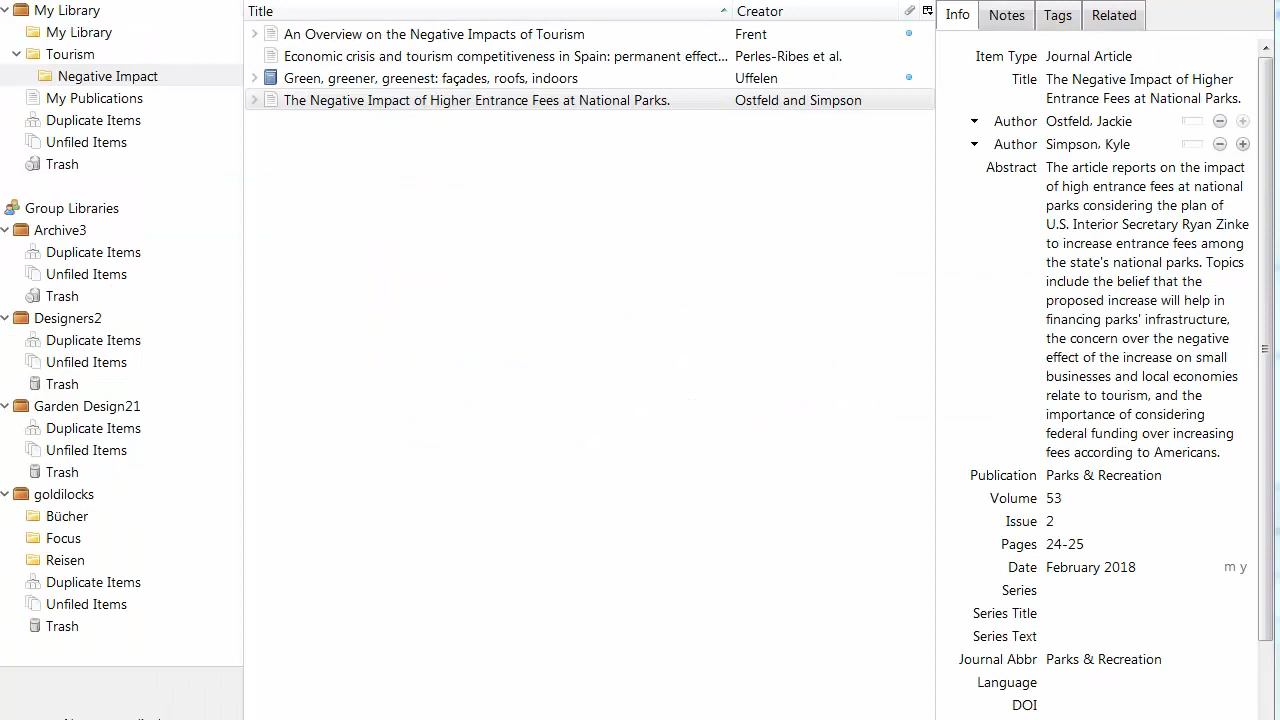 My Library
My Library
Tourism
Negative Impact
My Publications
Duplicate Items
Unfiled Items
Trash
Group Libraries
Archive3
Duplicate Items
Unfiled Items
Trash
Designers2
Duplicate Items
Unfiled Items
Trash
Garden Design21
Duplicate Items
Unfiled Items
Trash
goldilocks
Bücher
Focus
Reisen
Duplicate Items
Unfiled Items
Trash
Title Creator
An Overview on the Negative Impacts of Tourism Frent
Economic crisis and tourism competitiveness in Spain: permanent effect... Perles-Ribes et al.
Green, greener, greenest: façades, roofs, indoors Uffelen
The Negative Impact of Higher Entrance Fees at National Parks. Ostfeld and Simpson
Info Notes Tags Related
Item Type Journal Article
Title The Negative Impact of Higher
Entrance Fees at National Parks.
Author Ostfeld, Jackie
Author Simpson, Kyle
Abstract The article reports on the impact
of high entrance fees at national
parks considering the plan of
U.S. Interior Secretary Ryan Zinke
to increase entrance fees among
the state's national parks. Topics
include the belief that the
proposed increase will help in
financing parks' infrastructure,
the concern over the negative
effect of the increase on small
businesses and local economies
relate to tourism, and the
importance of considering
federal funding over increasing
fees according to Americans.
Publication Parks & Recreation
Volume 53
Issue 2
Pages 24-25
Date February 2018 m y
Series
Series Title
Series Text
Journal Abbr Parks & Recreation
Language
DOI